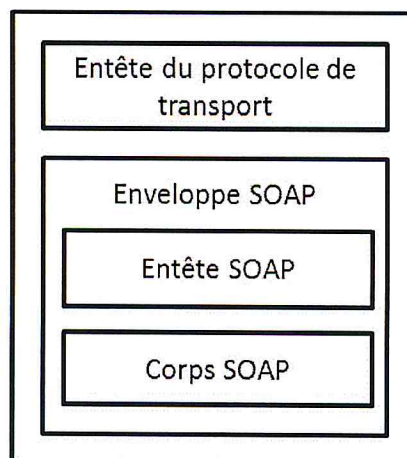 Entête du protocole de
transport
Enveloppe SOAP
Entête SOAP
Corps SOAP